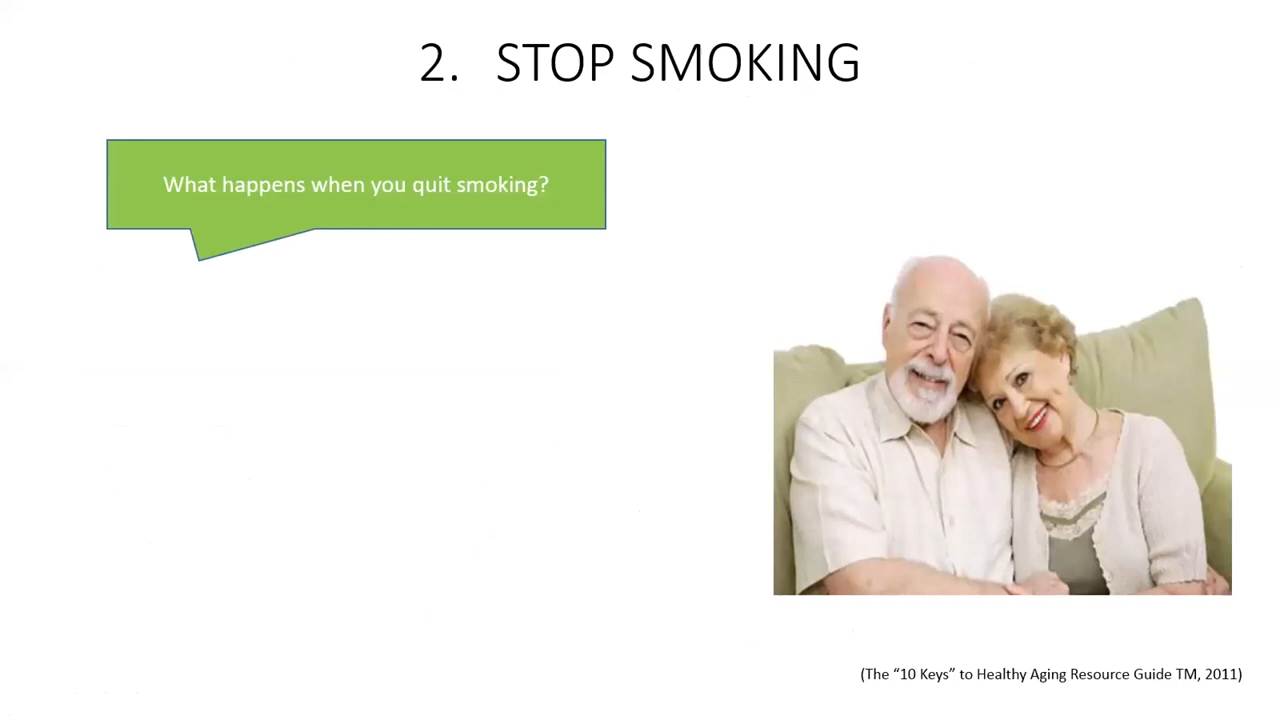 2. STOP SMOKING
What happens when you quit smoking?
(The “10 Keys” to Healthy Aging Resource Guide TM, 2011)